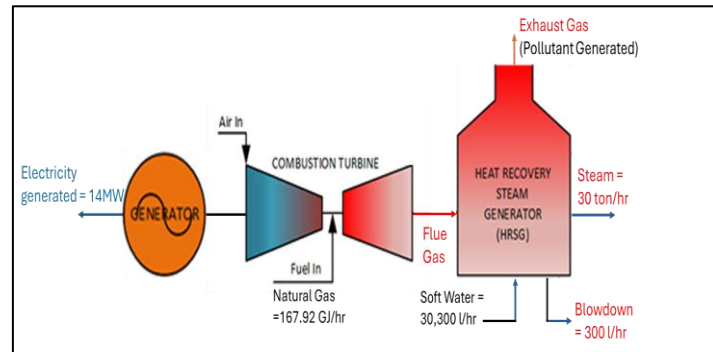 Exhaust Gas
(Pollutant Generated)
Air In
COMBUSTION TURBINE
Electricity
generated = 14MW
GENERATOR
HEAT RECOVERY
STEAM
GENERATOR
(HRSG)
Steam =
30 ton/hr
Flue
Gas
Fuel In
Natural Gas
=167.92 GJ/hr
Soft Water =
30,300 l/hr
Blowdown
= 300 l/hr